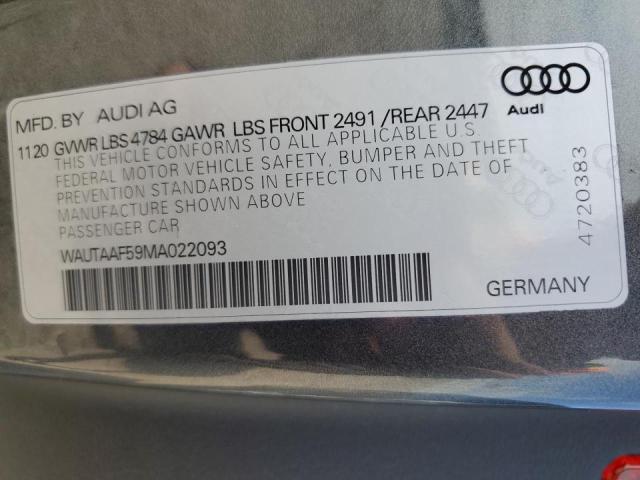 MFD. BY AUDI AG
Audi
1120 GVWR LBS 4784 GAWR LBS FRONT 2491 /REAR 2447
THIS VEHICLE CONFORMS TO ALL APPLICABLE U.S.
FEDERAL MOTOR VEHICLE SAFETY, BUMPER AND THEFT
PREVENTION STANDARDS IN EFFECT ON THE DATE OF
MANUFACTURE SHOWN ABOVE
PASSENGER CAR
WAUTAAF59MA022093
4720383
GERMANY